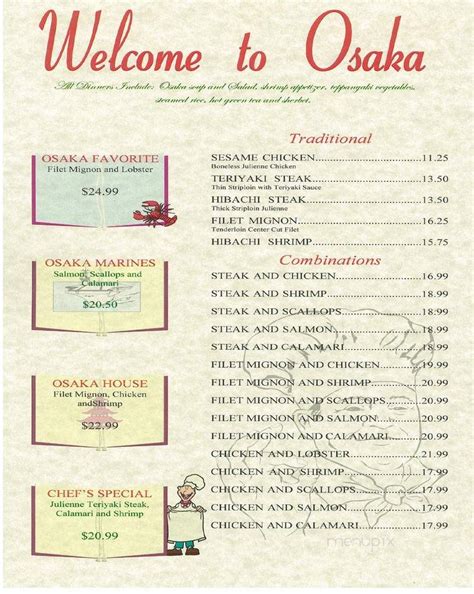 Welcome to Osaka
All Dinners Include: Osaka soup and Salad, shrimp appetizer, teppanyaki vegetables,
steamed rice, hot green tea and sherbet.
OSAKA FAVORITE
Filet Mignon and Lobster
$24.99
OSAKA MARINES
Salmon, Scallops and
Calamari
$20.50
OSAKA HOUSE
Filet Mignon, Chicken
andShrimp
$22.99
CHEF'S SPECIAL
Julienne Teriyaki Steak,
Calamari and Shrimp
$20.99
Traditional
SESAME CHICKEN 11.25
Boneless Julienne Chicken
TERIYAKI STEAK 13.50
Thin Striploin with Teriyaki Sauce
HIBACHI STEAK 13.50
Thick Striploin Julienne
FILET MIGNON 16.25
Tenderloin Center Cut Filet
HIBACHI SHRIMP 15.75
Combinations
STEAK AND CHICKEN 16.99
STEAK AND SHRIMP 18.99
STEAK AND SCALLOPS 18.99
STEAK AND SALMON 18.99
STEAK AND CALAMARI 18.99
FILET MIGNON AND CHICKEN 19.99
FILET MIGNON AND SHRIMP 20.99
FILET MIGNON AND SCALLOPS 20.99
FILET MIGNON AND SALMON 20.99
FILET MIGNON AND CALAMARI 20.99
CHICKEN AND LOBSTER 21.99
CHICKEN AND SHRIMP 17.99
CHICKEN AND SCALLOPS 17.99
CHICKEN AND SALMON 17.99
CHICKEN AND CALAMARI 17.99
menupix